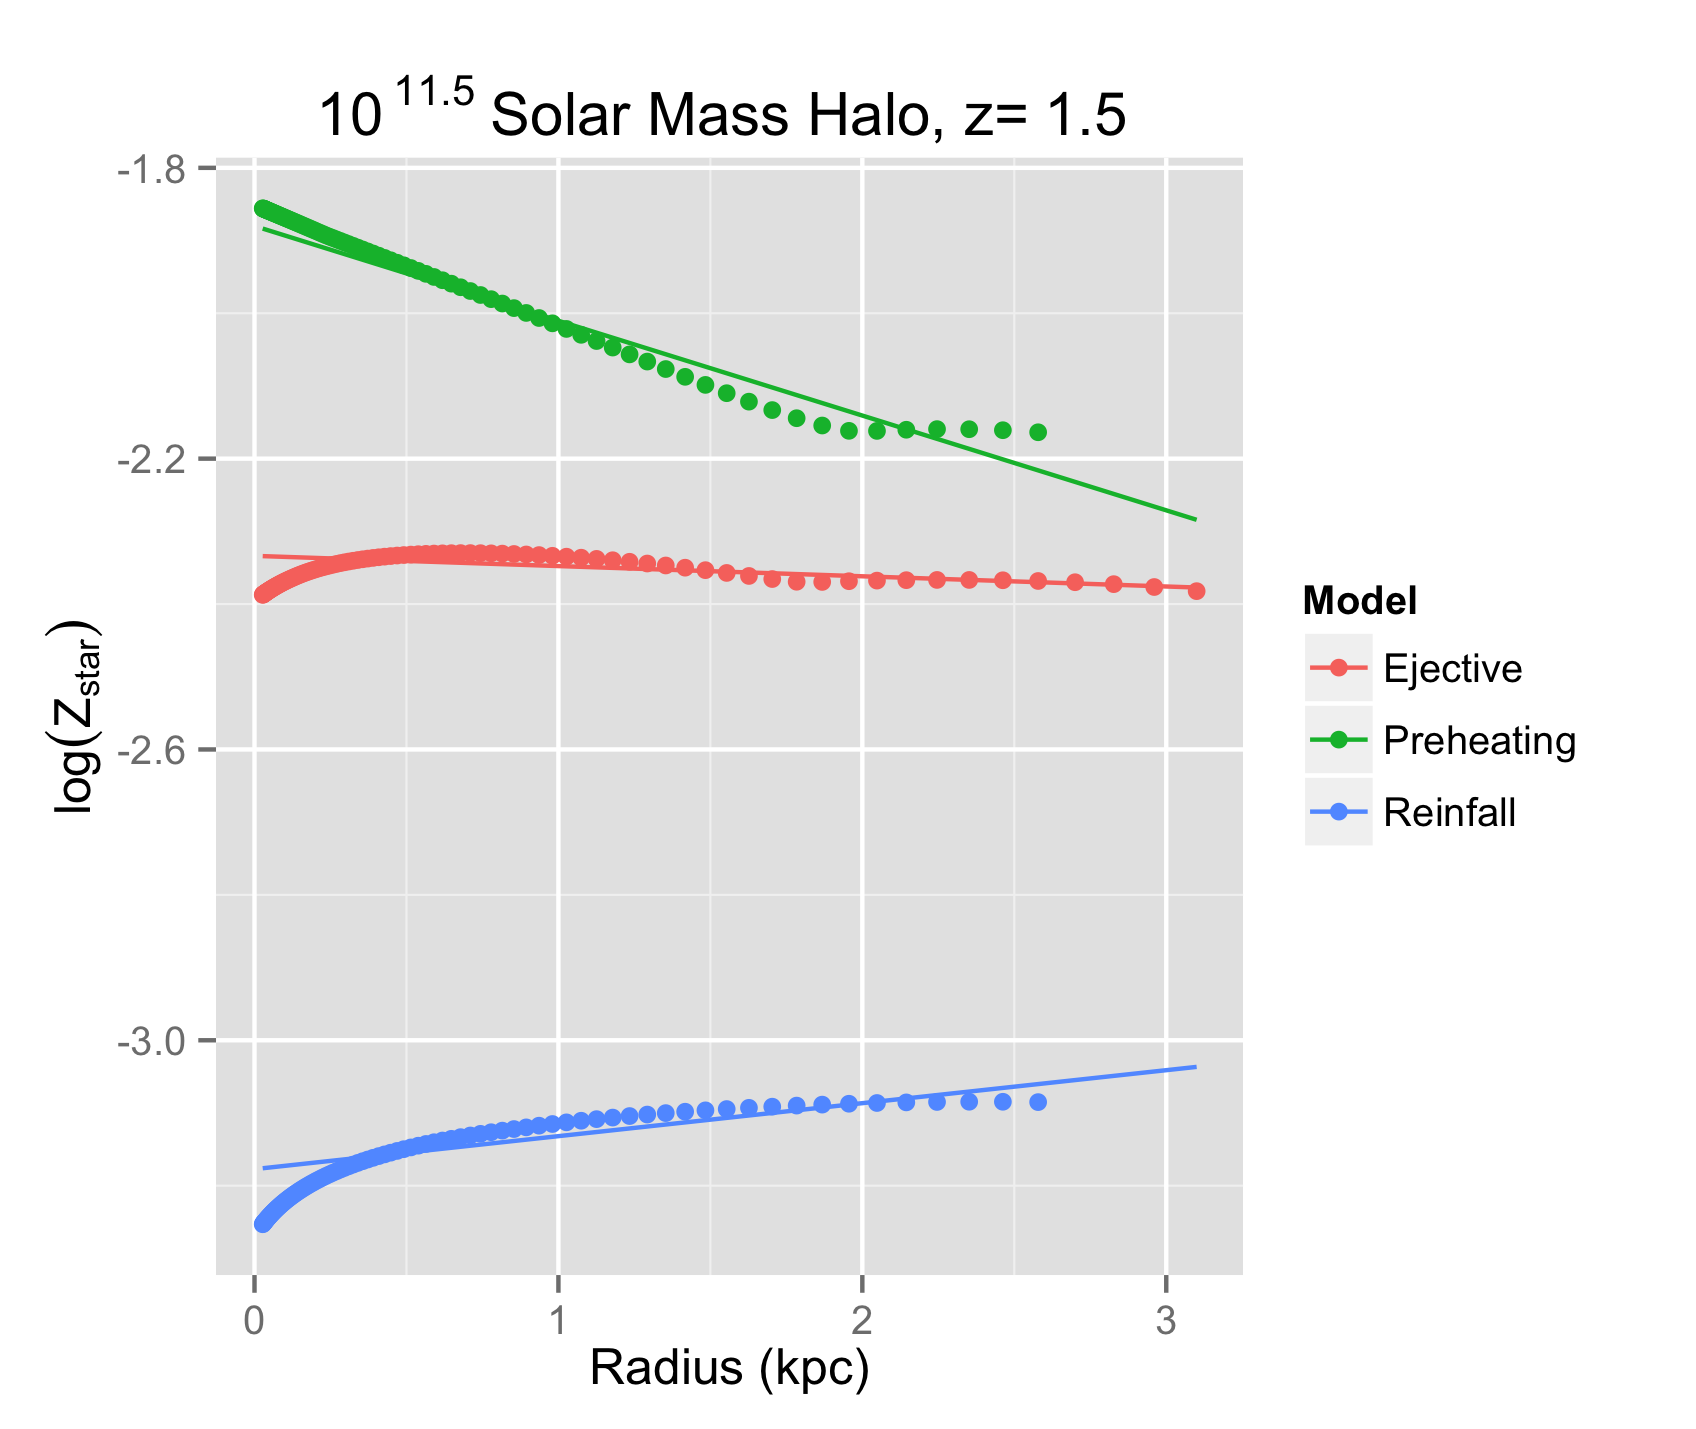 10^11.5 Solar Mass Halo, z= 1.5
-1.8
-2.2
-2.6
-3.0
log(Z_star)
0 1 2 3
Radius (kpc)
Model
Ejective
Preheating
Reinfall